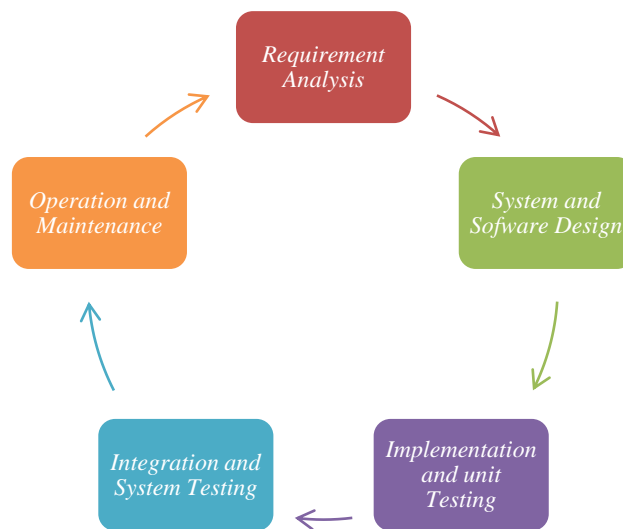 Requirement
Analysis
Operation and
Maintenance
System and
Sofware Design
Integration and
System Testing
Implementation
and unit
Testing